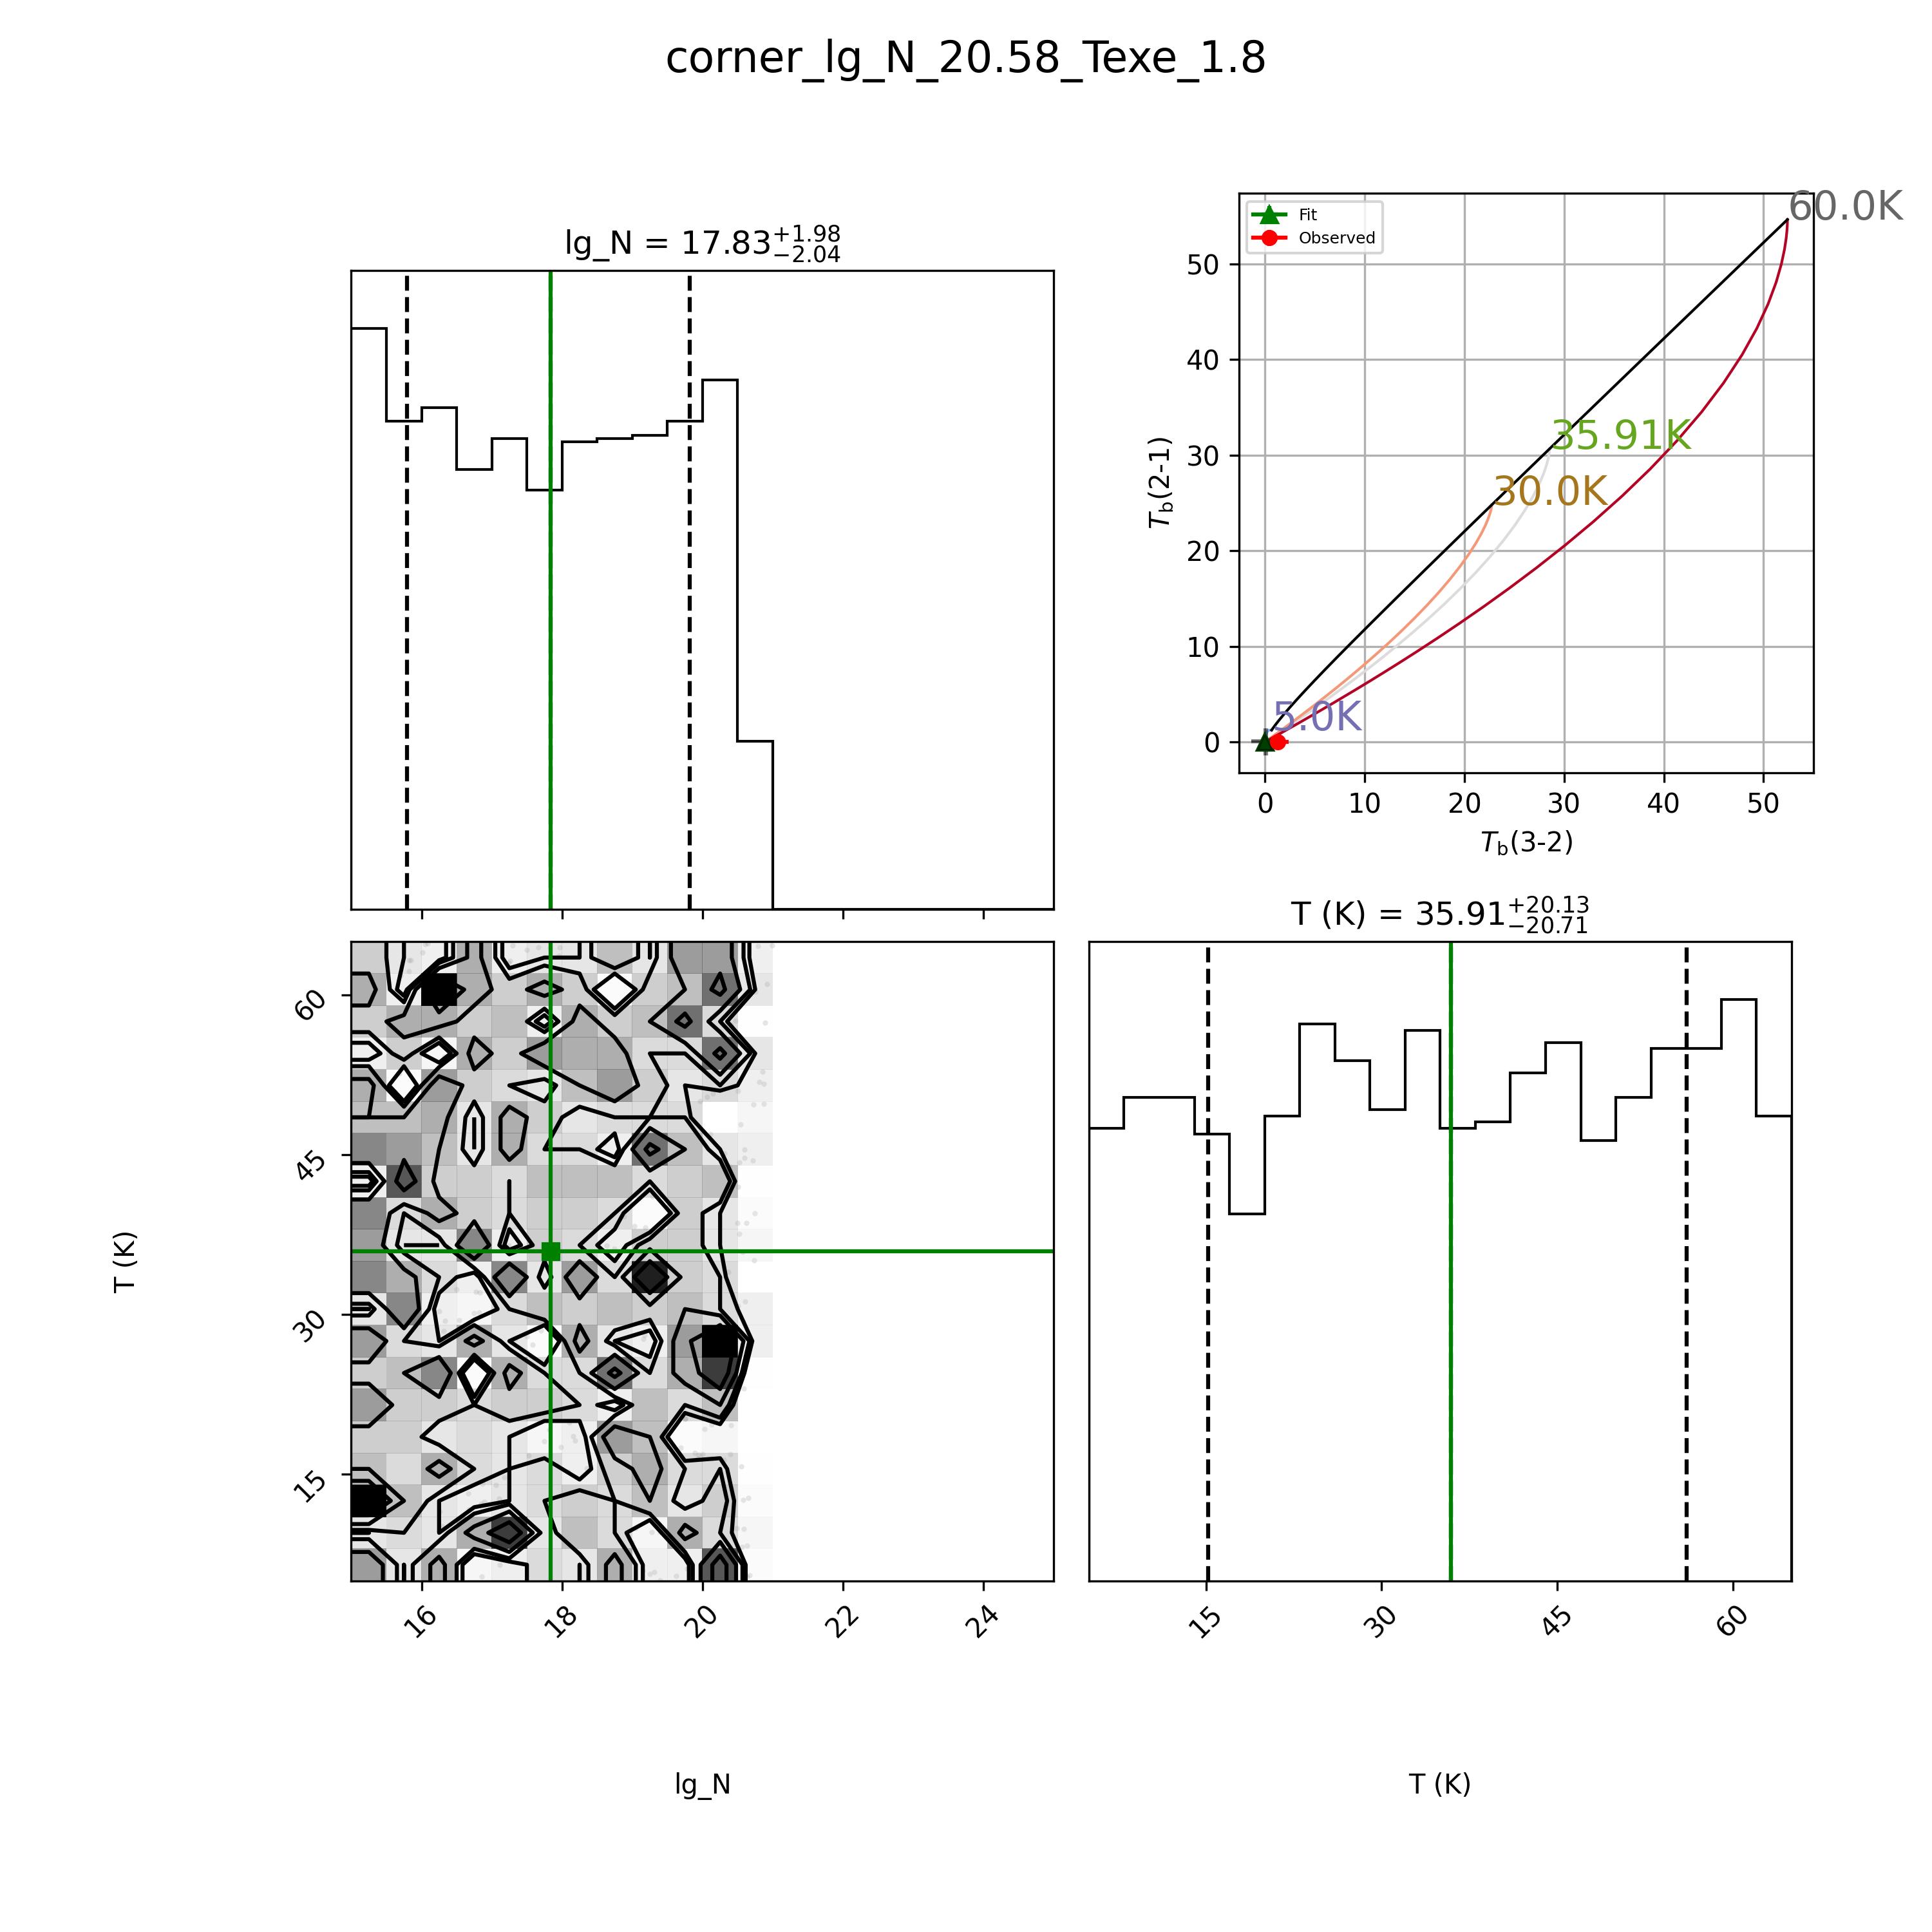 corner_lg_N_20.58_Texe_1.8
lg_N = 17.83 +1.98 −2.04
60.0K
Fit
Observed
50
40
30
20
10
0
35.91K
30.0K
5.0K
T_b(2-1)
0 10 20 30 40 50
T_b(3-2)
T (K) = 35.91 +20.13 −20.71
60
45
30
15
T (K)
16 18 20 22 24
lg_N
15 30 45 60
T (K)